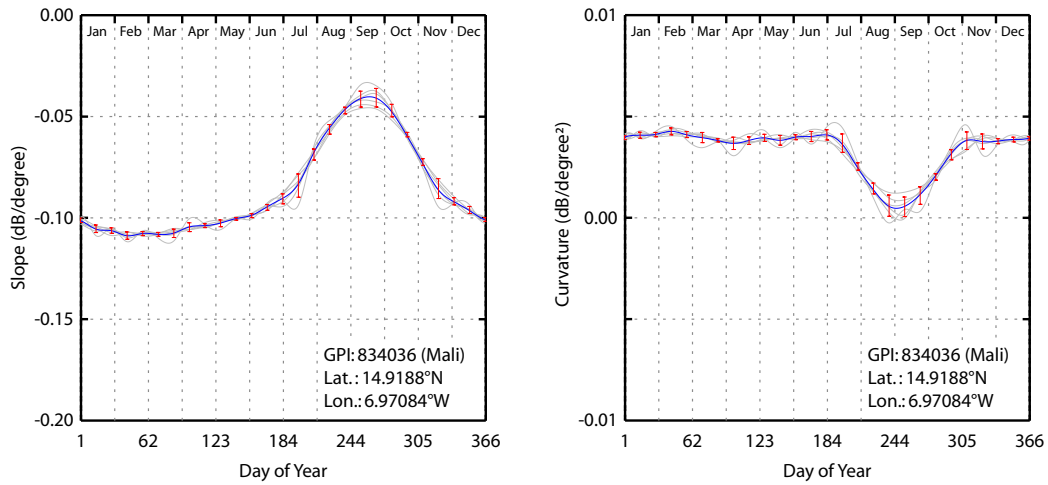 0.00
Jan Feb Mar Apr May Jun Jul Aug Sep Oct Nov Dec
-0.05
-0.10
-0.15
-0.20
Slope (dB/degree)
GPI: 834036 (Mali)
Lat.: 14.9188°N
Lon.: 6.97084°W
1 62 123 184 244 305 366
Day of Year
0.01
Jan Feb Mar Apr May Jun Jul Aug Sep Oct Nov Dec
0.00
-0.01
Curvature (dB/degree²)
GPI: 834036 (Mali)
Lat.: 14.9188°N
Lon.: 6.97084°W
1 62 123 184 244 305 366
Day of Year